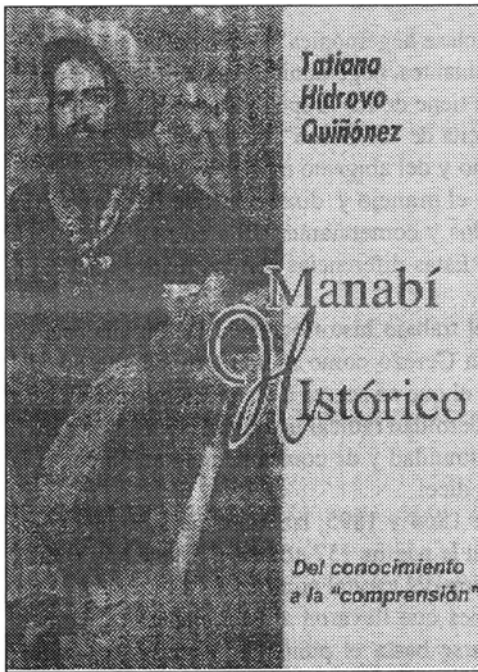 Tatiana
Hidrovo
Quiñónez
Manabí
Histórico
Del conocimiento
a la “comprensión”